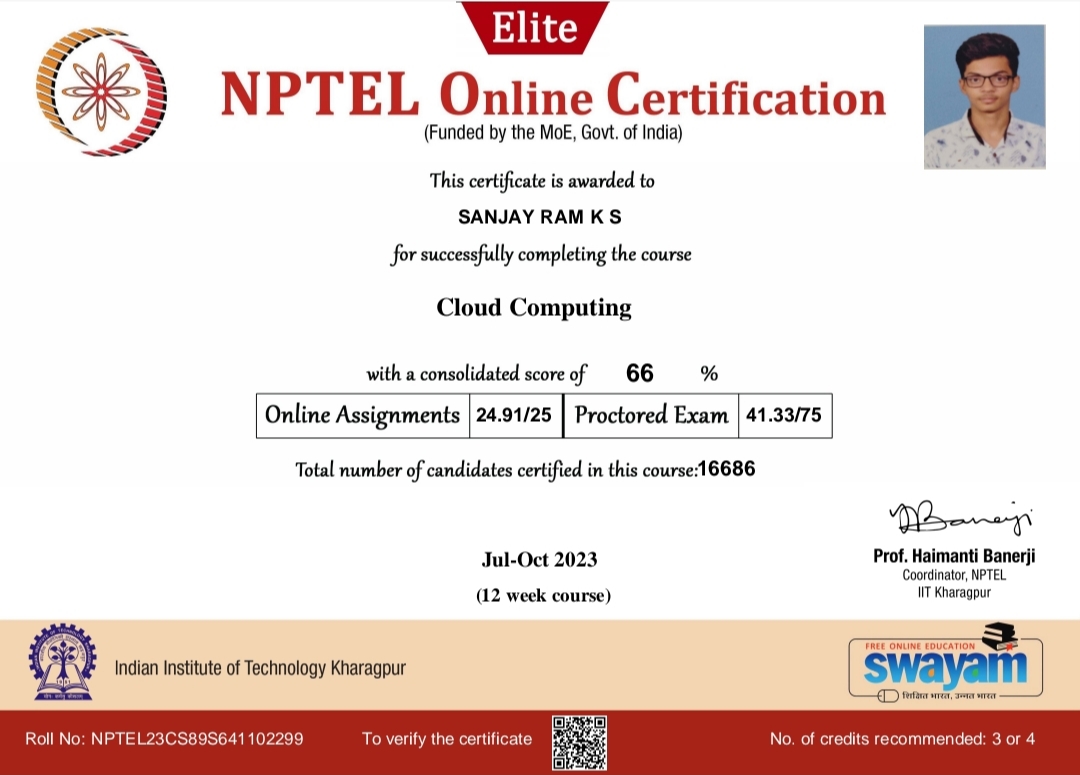 Elite
NPTEL Online Certification
(Funded by the MoE, Govt. of India)
This certificate is awarded to
SANJAY RAM K S
for successfully completing the course
Cloud Computing
with a consolidated score of 66 %
Online Assignments 24.91/25 Proctored Exam 41.33/75
Total number of candidates certified in this course:16686
Jul-Oct 2023
(12 week course)
Prof. Haimanti Banerji
Coordinator, NPTEL
IIT Kharagpur
Indian Institute of Technology Kharagpur
FREE ONLINE EDUCATION
swayam
शिक्षित भारत, उन्नत भारत
Roll No: NPTEL23CS89S641102299
To verify the certificate
No. of credits recommended: 3 or 4